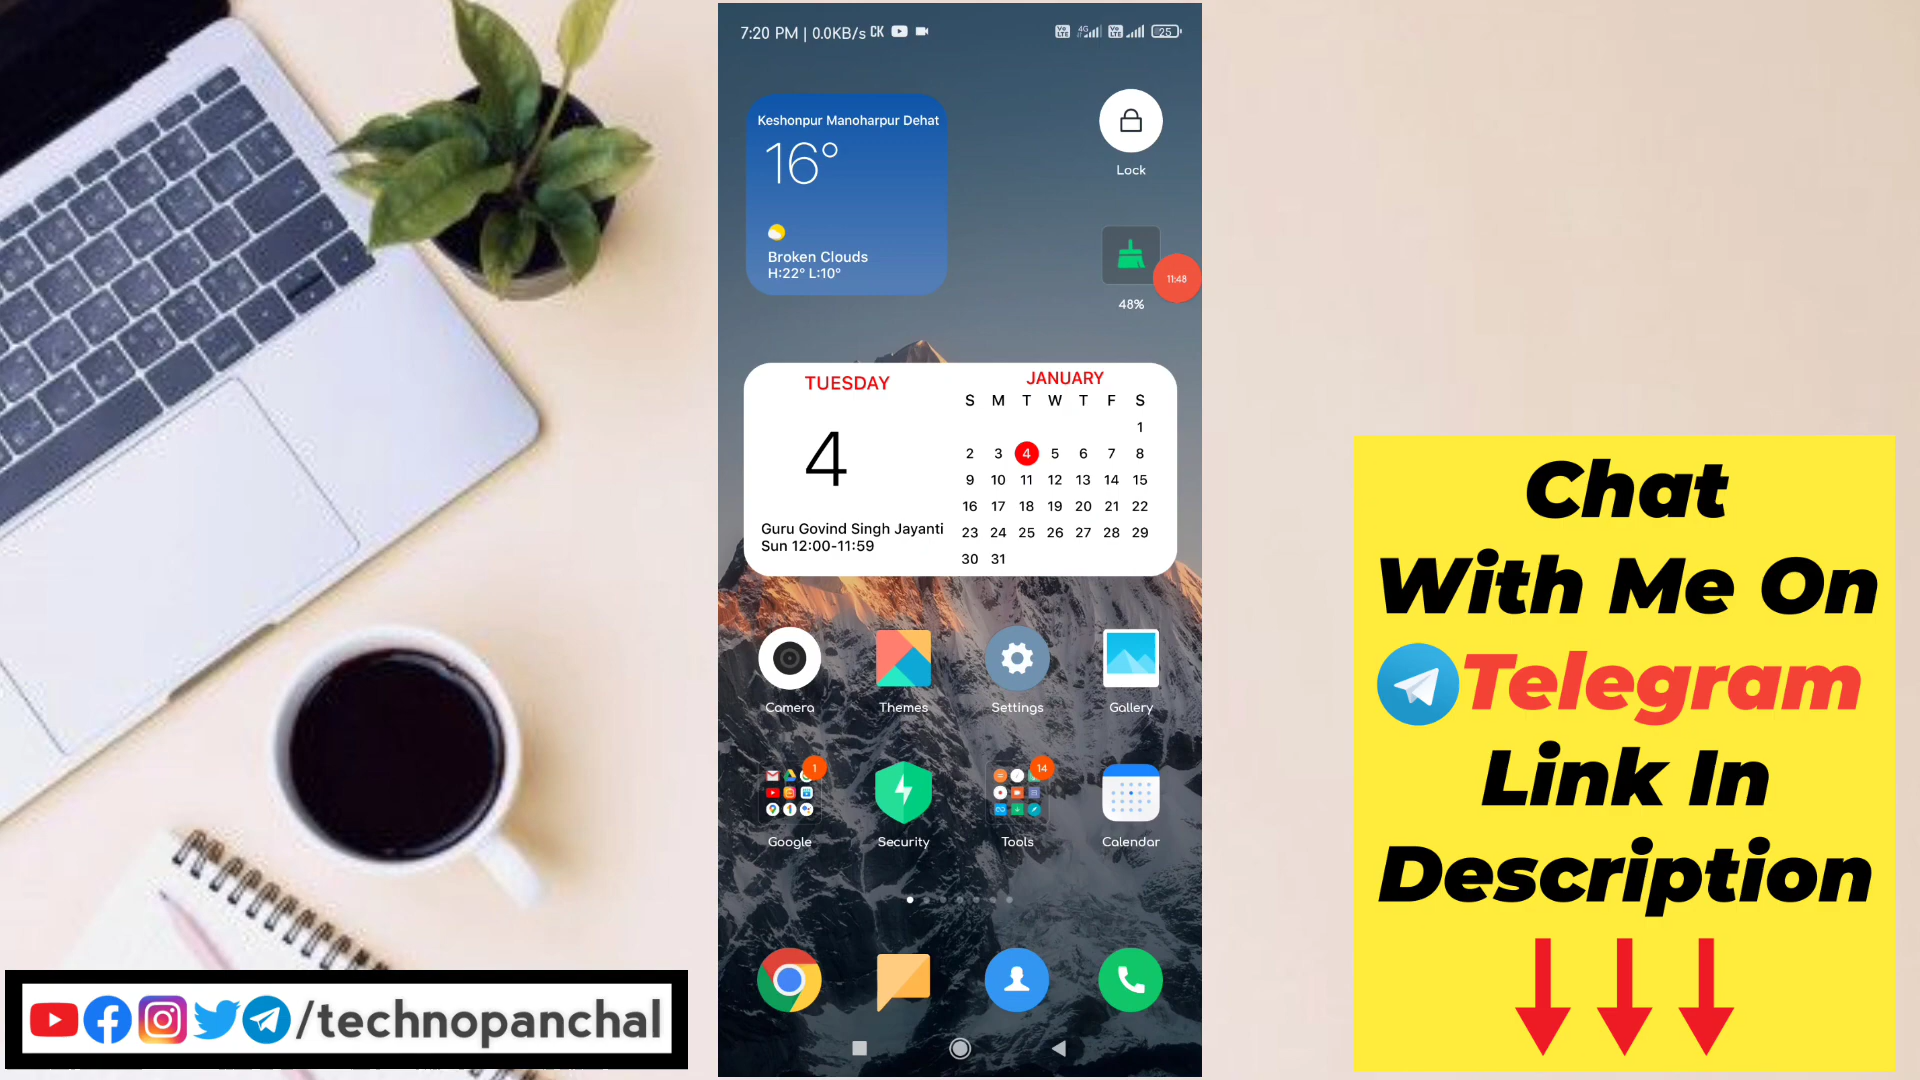 7:20 PM | 0.0KB/s CK
4G
25
Keshonpur Manoharpur Dehat
16°
Broken Clouds
H:22° L:10°
Lock
11:48
48%
TUESDAY
4
Guru Govind Singh Jayanti
Sun 12:00-11:59
JANUARY
S M T W T F S
1
2 3 4 5 6 7 8
9 10 11 12 13 14 15
16 17 18 19 20 21 22
23 24 25 26 27 28 29
30 31
Camera Themes Settings Gallery
1
14
Google Security Tools Calendar
/technopanchal
Chat
With Me On
Telegram
Link In
Description